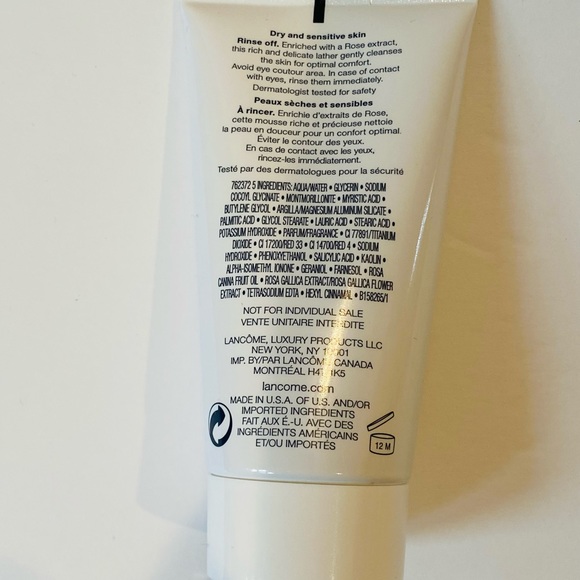 Dry and sensitive skin
Rinse off. Enriched with a Rose extract,
this rich and delicate lather gently cleanses
the skin for optimal comfort.
Avoid eye coutour area. In case of contact
with eyes, rinse them immediately.
Dermatologist tested for safety
Peaux sèches et sensibles
À rincer. Enrichie d'extraits de Rose,
cette mousse riche et précieuse nettoie
la peau en douceur pour un confort optimal.
Éviter le contour des yeux.
En cas de contact avec les yeux,
rincez-les immédiatement.
Testé par des dermatologues pour la sécurité
762372 5 INGREDIENTS: AQUA/WATER • GLYCERIN • SODIUM
COCOYL GLYCINATE • MONTMORILLONITE • MYRISTIC ACID •
BUTYLENE GLYCOL • ARGILLA/MAGNESIUM ALUMINUM SILICATE •
PALMITIC ACID • GLYCOL STEARATE • LAURIC ACID • STEARIC ACID •
POTASSIUM HYDROXIDE • PARFUM/FRAGRANCE • CI 77891/TITANIUM
DIOXIDE • CI 17200/RED 33 • CI 14700/RED 4 • SODIUM
HYDROXIDE • PHENOXYETHANOL • SALICYLIC ACID • KAOLIN •
ALPHA-ISOMETHYL IONONE • GERANIOL • FARNESOL • ROSA
CANINA FRUIT OIL • ROSA GALLICA EXTRACT/ROSA GALLICA FLOWER
EXTRACT • TETRASODIUM EDTA • HEXYL CINNAMAL • B158265/1
NOT FOR INDIVIDUAL SALE
VENTE UNITAIRE INTERDITE
LANCÔME, LUXURY PRODUCTS LLC
NEW YORK, NY 10001
IMP. BY/PAR LANCÔME CANADA
MONTRÉAL H4T 1K5
lancome.com
MADE IN U.S.A. OF U.S. AND/OR
IMPORTED INGREDIENTS
FAIT AUX É.-U. AVEC DES
INGRÉDIENTS AMÉRICAINS
ET/OU IMPORTÉS
12 M